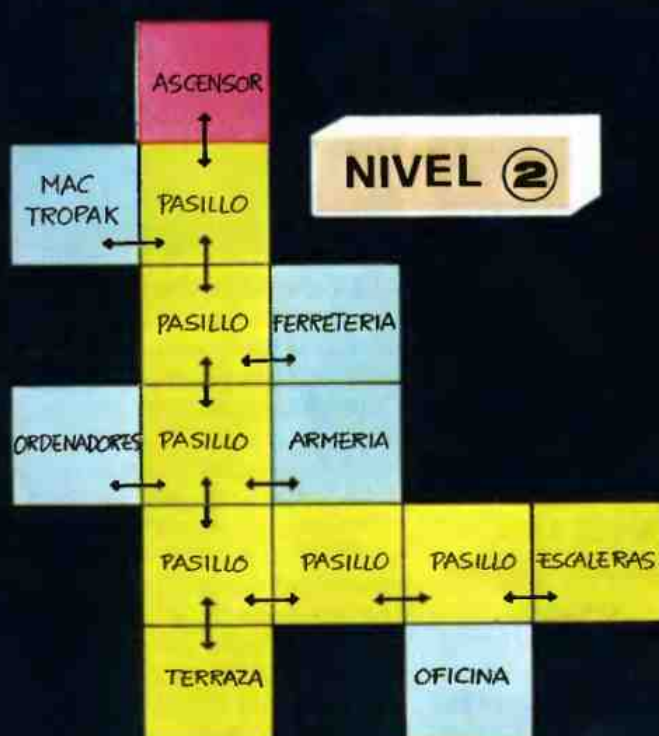 ASCENSOR
NIVEL 2
MAC
TROPAK
PASILLO
PASILLO
FERRETERIA
ORDENADORES
PASILLO
ARMERIA
PASILLO
PASILLO
PASILLO
ESCALERAS
TERRAZA
OFICINA